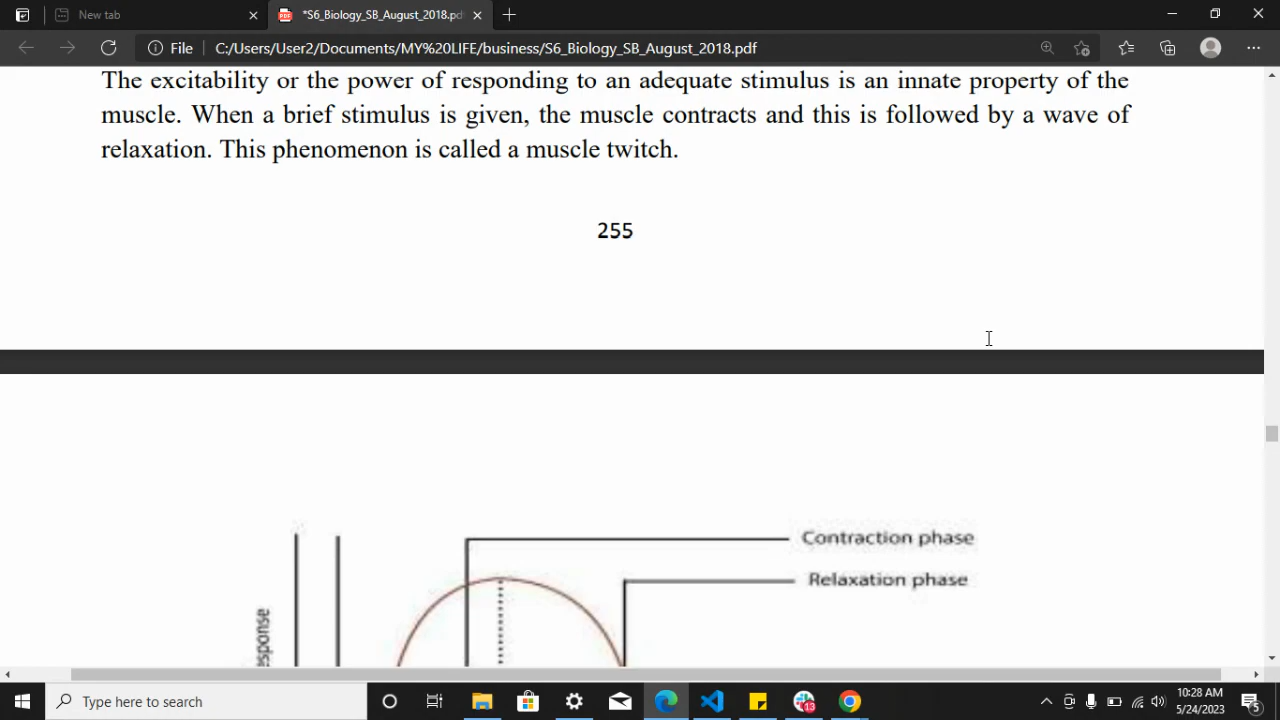 New tab
*S6_Biology_SB_August_2018.pdf
File
C:/Users/User2/Documents/MY%20LIFE/business/S6_Biology_SB_August_2018.pdf
The excitability or the power of responding to an adequate stimulus is an innate property of the
muscle. When a brief stimulus is given, the muscle contracts and this is followed by a wave of
relaxation. This phenomenon is called a muscle twitch.
255
Contraction phase
Relaxation phase
Type here to search
13
10:28 AM
5/24/2023
5